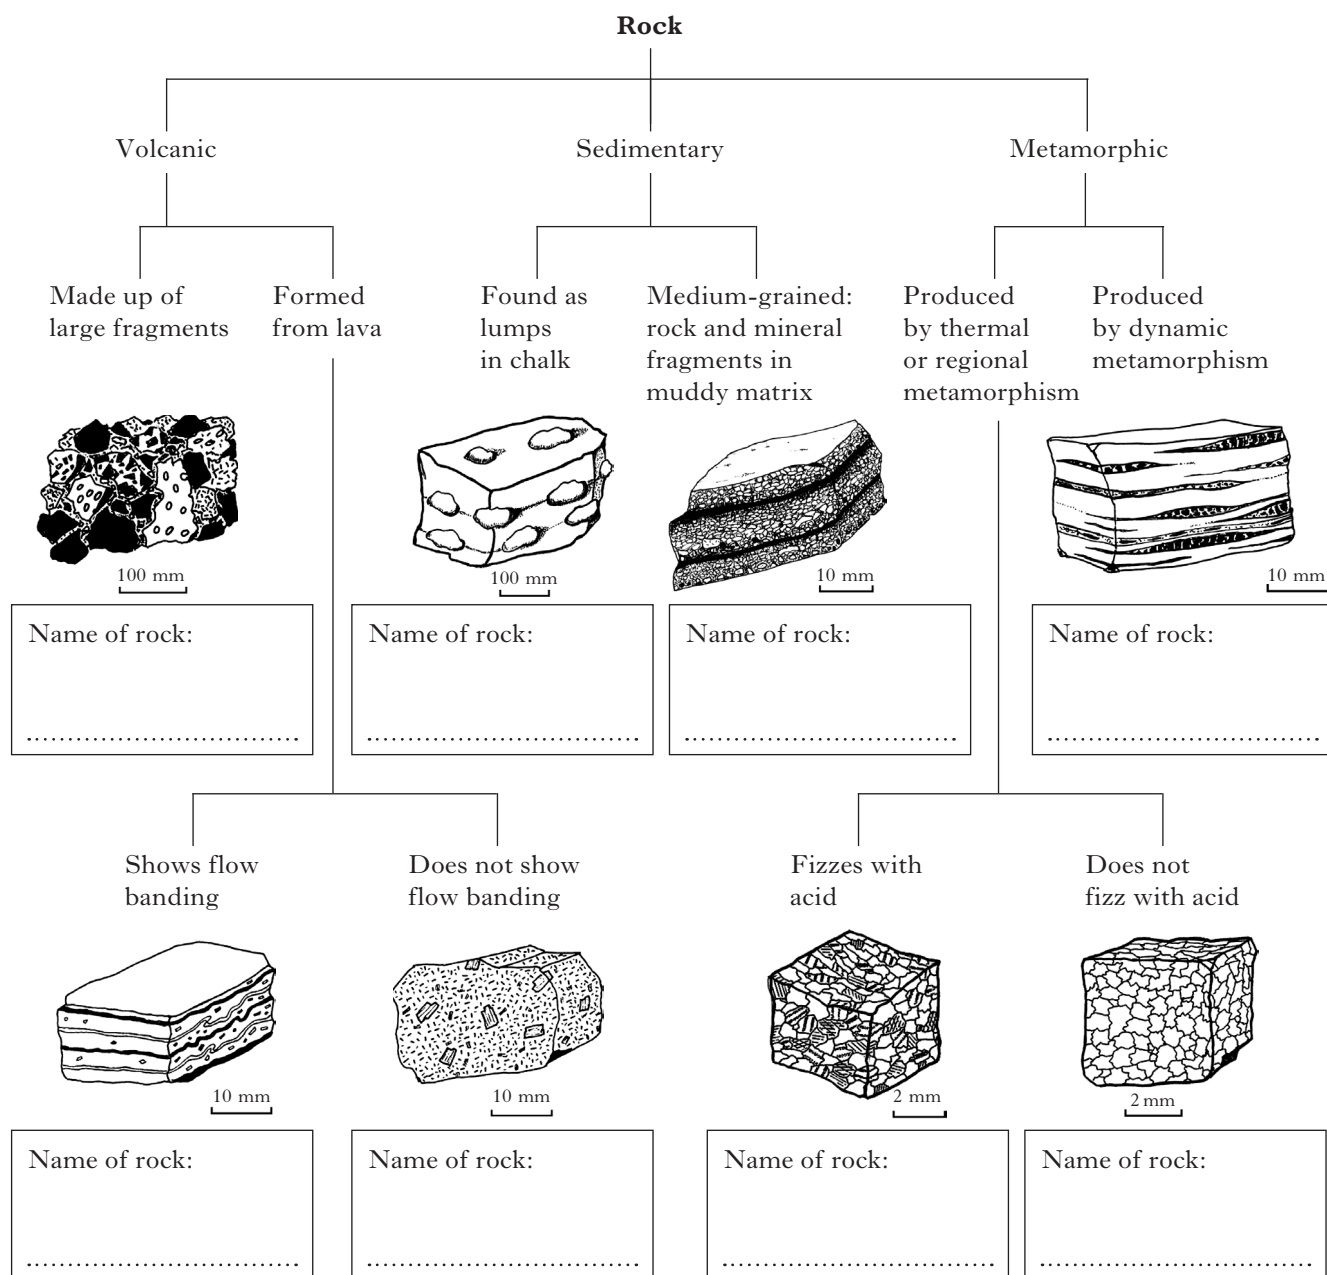 Rock
Volcanic
Sedimentary
Metamorphic
Made up of
large fragments
Formed
from lava
Found as
lumps
in chalk
Medium-grained:
rock and mineral
fragments in
muddy matrix
Produced
by thermal
or regional
metamorphism
Produced
by dynamic
metamorphism
100 mm
100 mm
10 mm
10 mm
Name of rock:
Name of rock:
Name of rock:
Name of rock:
Shows flow
banding
Does not show
flow banding
Fizzes with
acid
Does not
fizz with acid
10 mm
10 mm
2 mm
2 mm
Name of rock:
Name of rock:
Name of rock:
Name of rock: